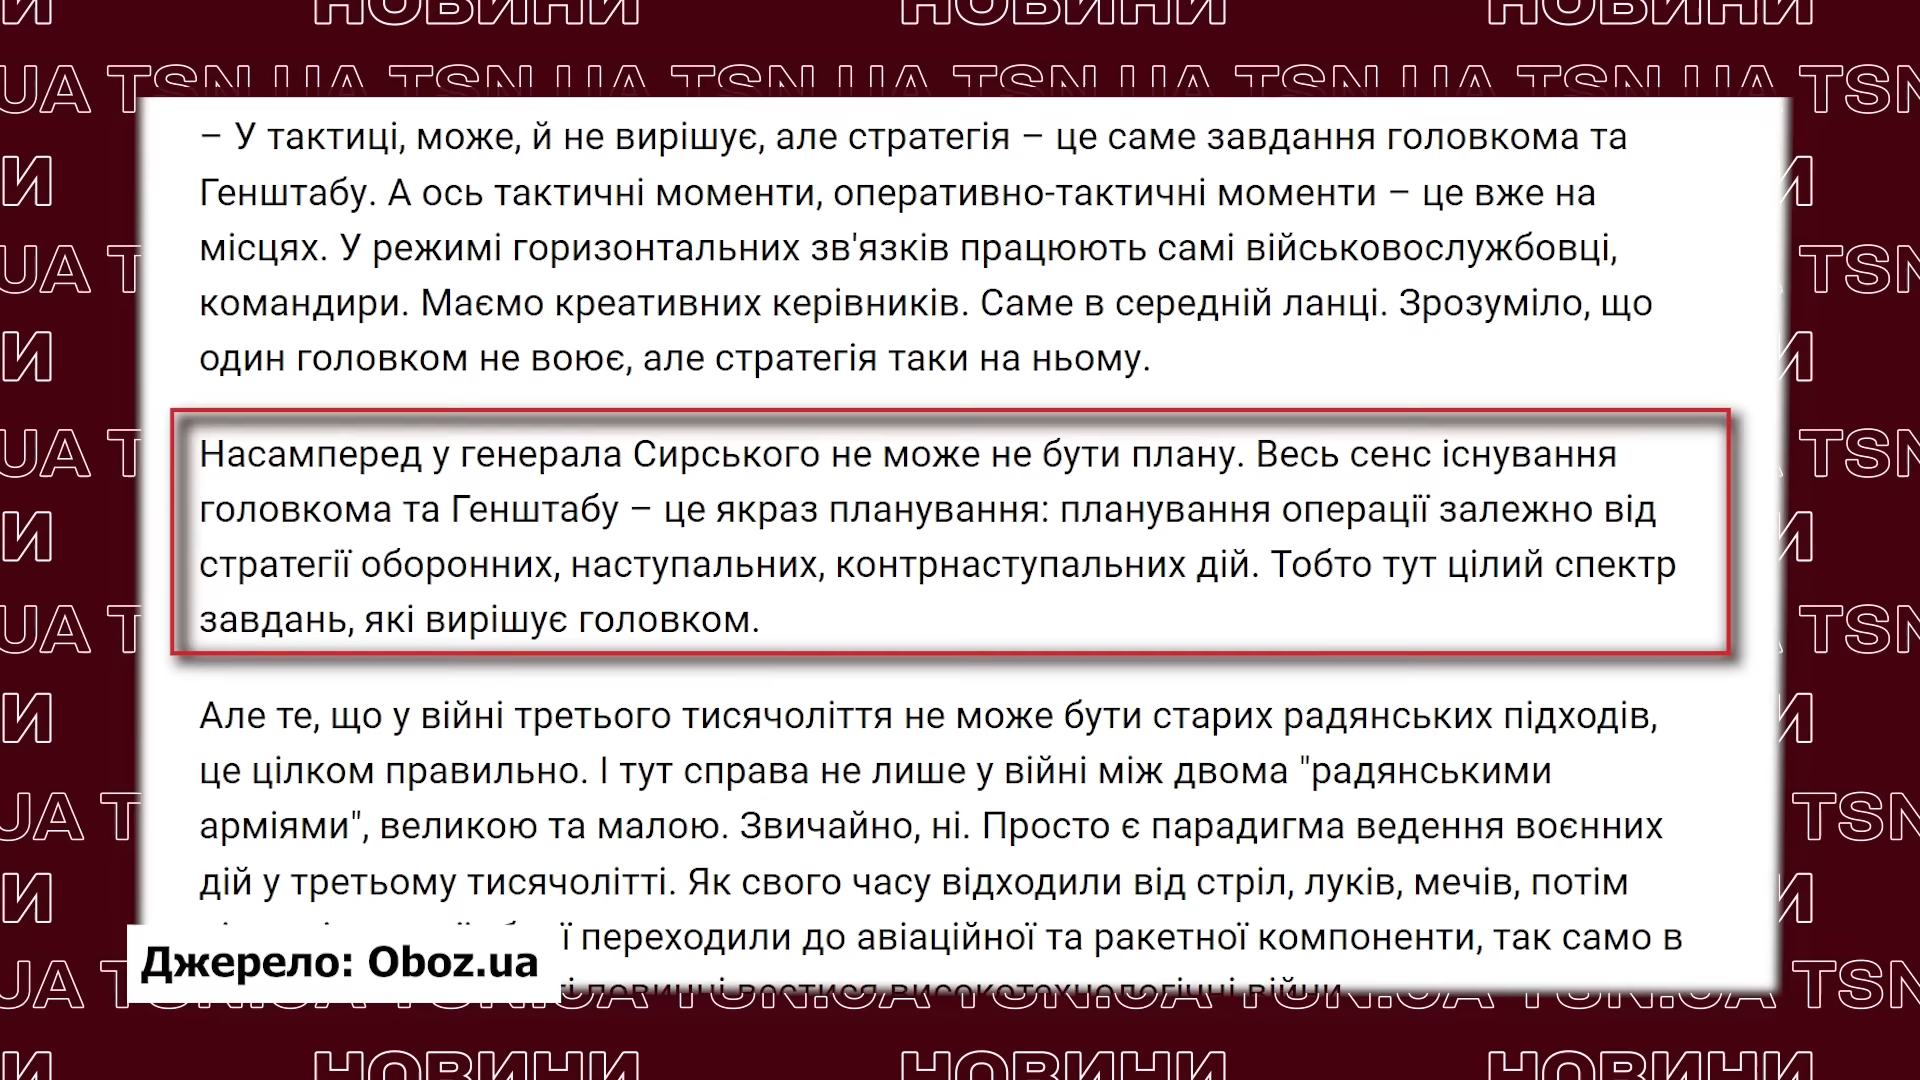 НОВИНИ НОВИНИ НОВИНИ
.UA TSN.UA TSN.UA TSN.UA TSN.UA TSN.UA TSN.UA TSN
– У тактиці, може, й не вирішує, але стратегія – це саме завдання головкома та
Генштабу. А ось тактичні моменти, оперативно-тактичні моменти – це вже на
місцях. У режимі горизонтальних зв'язків працюють самі військовослужбовці,
командири. Маємо креативних керівників. Саме в середній ланці. Зрозуміло, що
один головком не воює, але стратегія таки на ньому.
Насамперед у генерала Сирського не може не бути плану. Весь сенс існування
головкома та Генштабу – це якраз планування: планування операції залежно від
стратегії оборонних, наступальних, контрнаступальних дій. Тобто тут цілий спектр
завдань, які вирішує головком.
Але те, що у війні третього тисячоліття не може бути старих радянських підходів,
це цілком правильно. І тут справа не лише у війні між двома "радянськими
арміями", великою та малою. Звичайно, ні. Просто є парадигма ведення воєнних
дій у третьому тисячолітті. Як свого часу відходили від стріл, луків, мечів, потім
переходили до авіаційної та ракетної компоненти, так само в
повинні вестися високотехнологічні війни.
Джерело: Oboz.ua
НОВИНИ НОВИНИ НОВИНИ